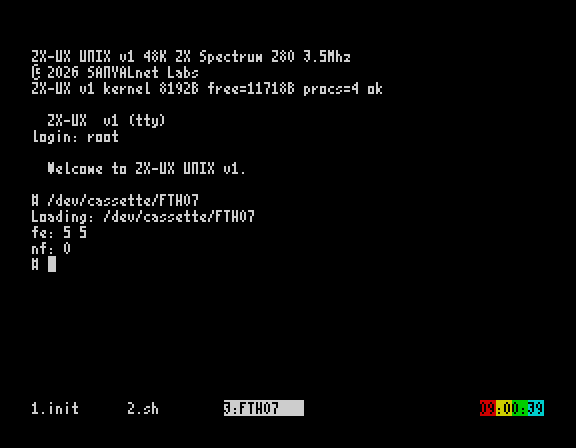 ZX-UX UNIX v1 48K ZX Spectrum Z80 3.5Mhz
© 2026 SANYALnet Labs
ZX-UX v1 kernel 8192B free=11718B procs=4 ok
ZX-UX  v1 (tty)
login: root
Welcome to ZX-UX UNIX v1.
# /dev/cassette/FTH07
Loading: /dev/cassette/FTH07
fe: 5 5
nf: 0
#
1.init 2.sh 3.FTH07 09:00:39